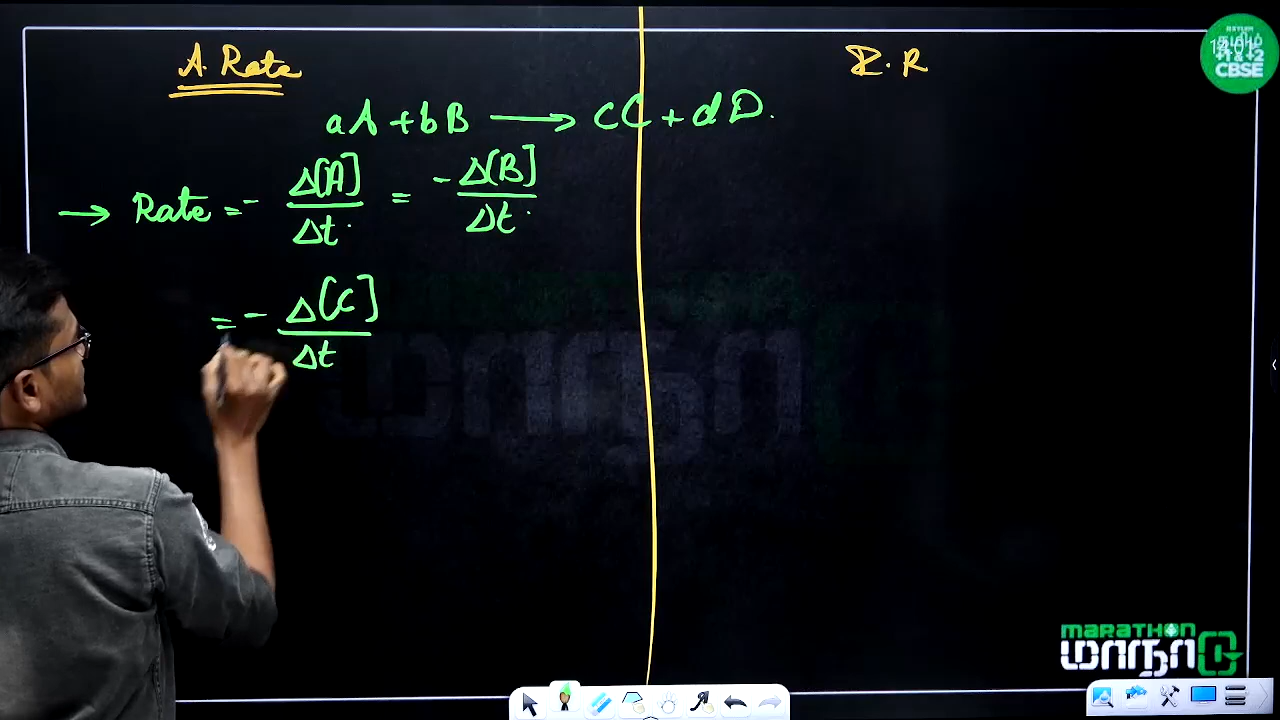 A. Rate
I.R
aA + bB ⟶ cC + dD.
→ Rate = - Δ[A]/Δt = - Δ[B]/Δt
= - Δ[C]/Δt
CBSE
MARATHON
மாநாடு